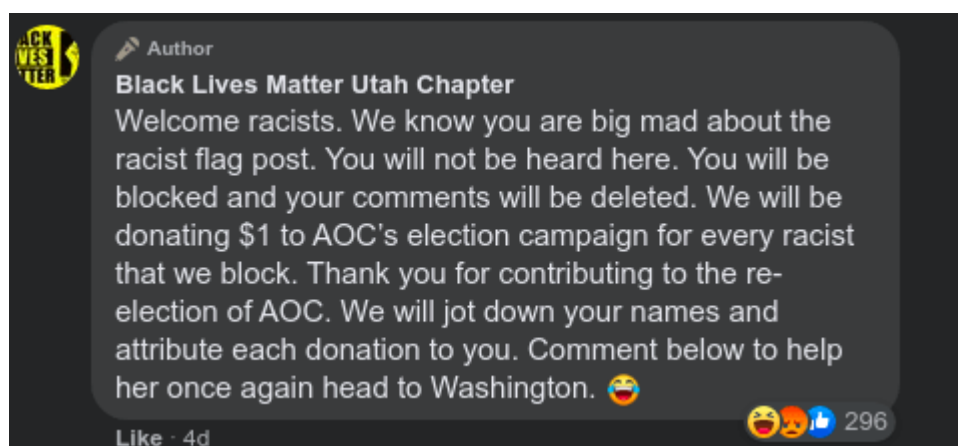 ACK
VES
TTER
Author
Black Lives Matter Utah Chapter
Welcome racists. We know you are big mad about the
racist flag post. You will not be heard here. You will be
blocked and your comments will be deleted. We will be
donating $1 to AOC's election campaign for every racist
that we block. Thank you for contributing to the re-
election of AOC. We will jot down your names and
attribute each donation to you. Comment below to help
her once again head to Washington. 😂
296
Like · 4d